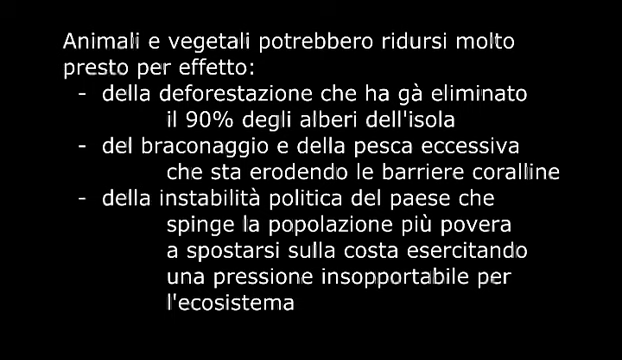 Animali e vegetali potrebbero ridursi molto
presto per effetto:
- della deforestazione che ha gà eliminato
il 90% degli alberi dell'isola
- del braconaggio e della pesca eccessiva
che sta erodendo le barriere coralline
- della instabilità politica del paese che
spinge la popolazione più povera
a spostarsi sulla costa esercitando
una pressione insopportabile per
l'ecosistema